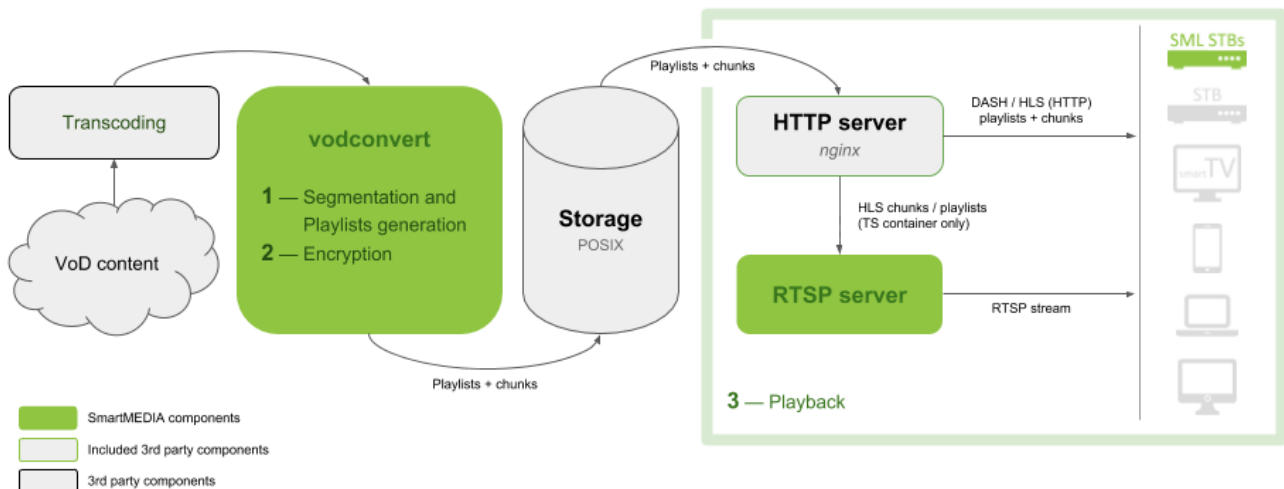 Transcoding
VoD content
vodconvert
1 — Segmentation and
Playlists generation
2 — Encryption
Playlists + chunks
Storage
POSIX
Playlists + chunks
HTTP server
nginx
DASH / HLS (HTTP)
playlists + chunks
HLS chunks / playlists
(TS container only)
RTSP server
RTSP stream
3 — Playback
SML STBs
STB
smartTV
SmartMEDIA components
Included 3rd party components
3rd party components